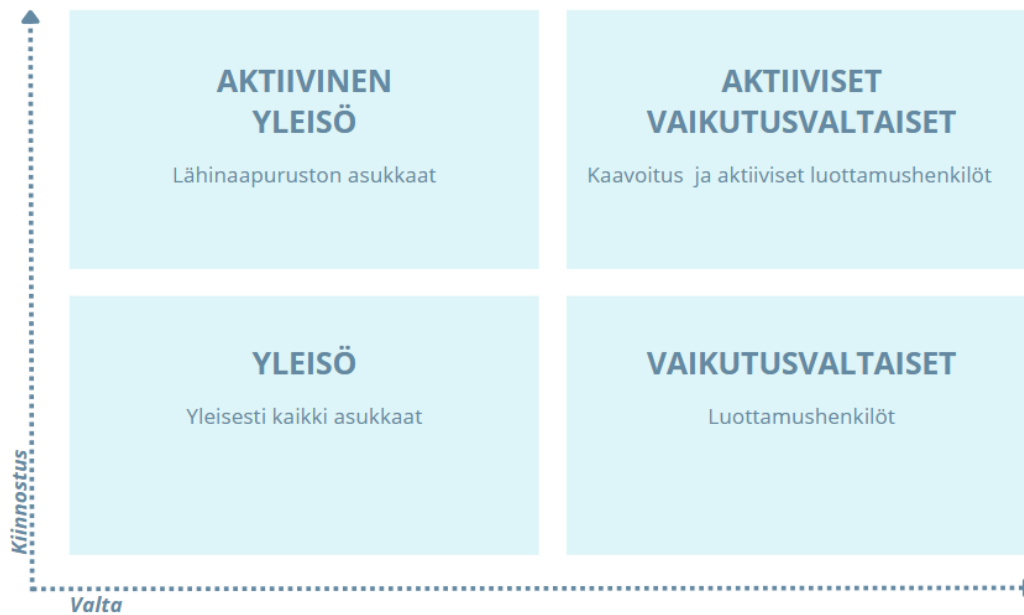 AKTIIVINEN
YLEISÖ
Lähinaapuruston asukkaat
AKTIIVISET
VAIKUTUSVALTAISET
Kaavoitus ja aktiiviset luottamushenkilöt
YLEISÖ
Yleisesti kaikki asukkaat
VAIKUTUSVALTAISET
Luottamushenkilöt
Kiinnostus
Valta